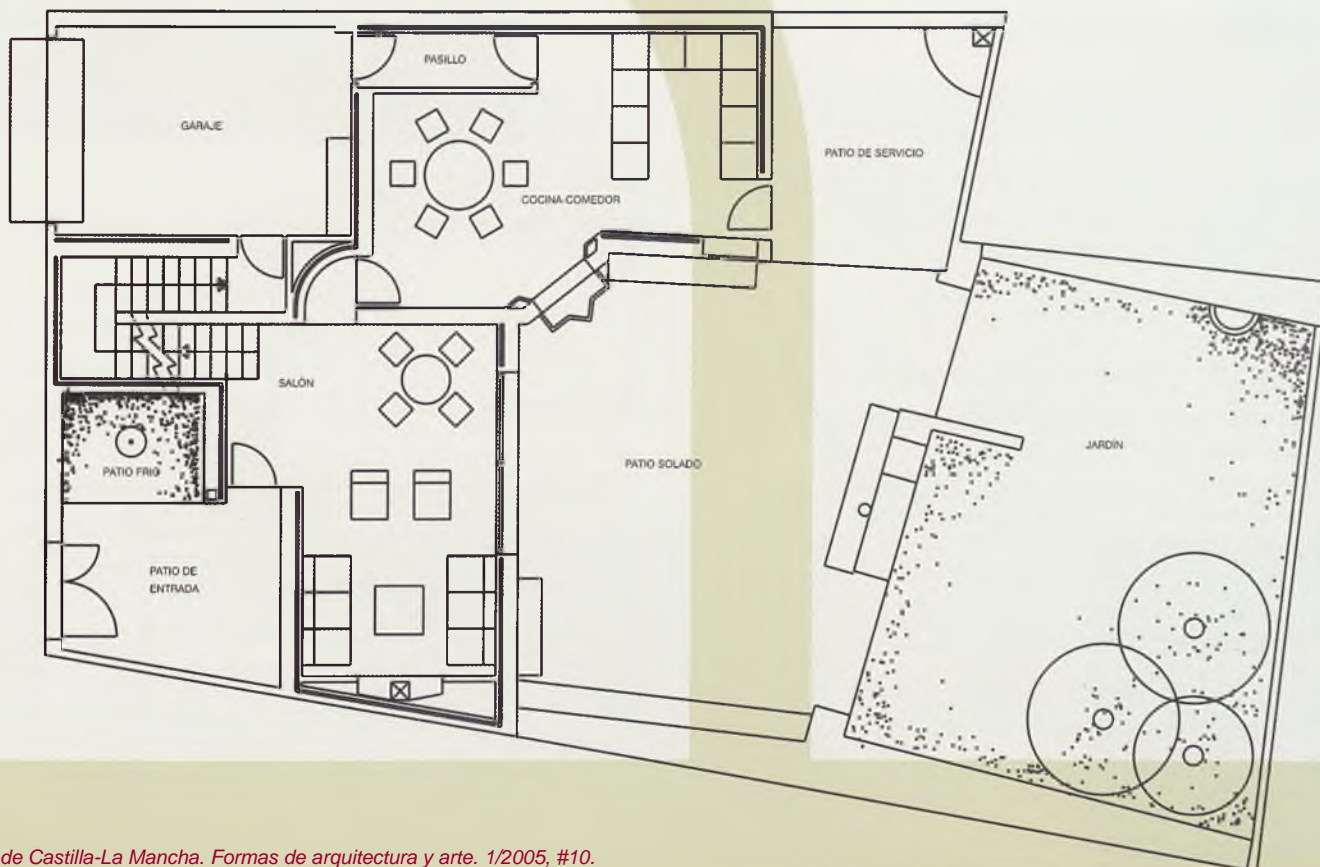 PASILLO
GARAJE
PATIO DE SERVICIO
COCINA-COMEDOR
SALÓN
JARDÍN
PATIO SOLADO
PATIO FRIO
PATIO DE
ENTRADA
de Castilla-La Mancha. Formas de arquitectura y arte. 1/2005, #10.